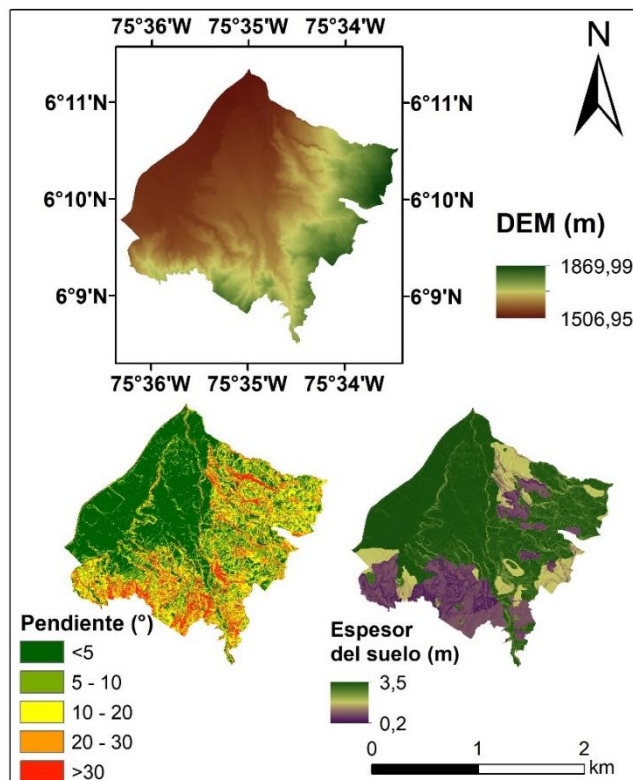 75°36'W 75°35'W 75°34'W
N
6°11'N 6°11'N
6°10'N 6°10'N
DEM (m)
1869,99
6°9'N 6°9'N
1506,95
75°36'W 75°35'W 75°34'W
Pendiente (°)
<5
5 - 10
10 - 20
20 - 30
>30
Espesor
del suelo (m)
3,5
0,2
0 1 2
km